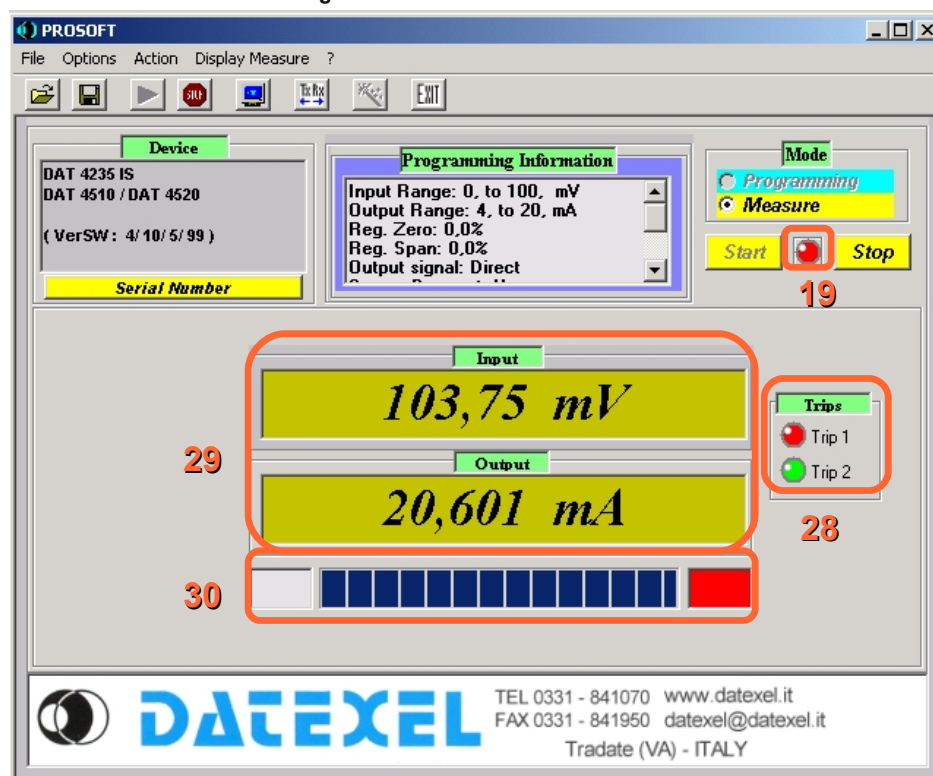 PROSOFT
File Options Action Display Measure ?
Tx Rx
EXIT
Device
DAT 4235 IS
DAT 4510 / DAT 4520
( VerSW : 4/ 10/ 5/ 99 )
Serial Number
Programming Information
Input Range: 0, to 100, mV
Output Range: 4, to 20, mA
Reg. Zero: 0,0%
Reg. Span: 0,0%
Output signal: Direct
Mode
Programming
Measure
Start
Stop
19
Input
103,75 mV
Output
20,601 mA
29
Trips
Trip 1
Trip 2
28
30
DATEXEL
TEL 0331 - 841070 www.datexel.it
FAX 0331 - 841950 datexel@datexel.it
Tradate (VA) - ITALY